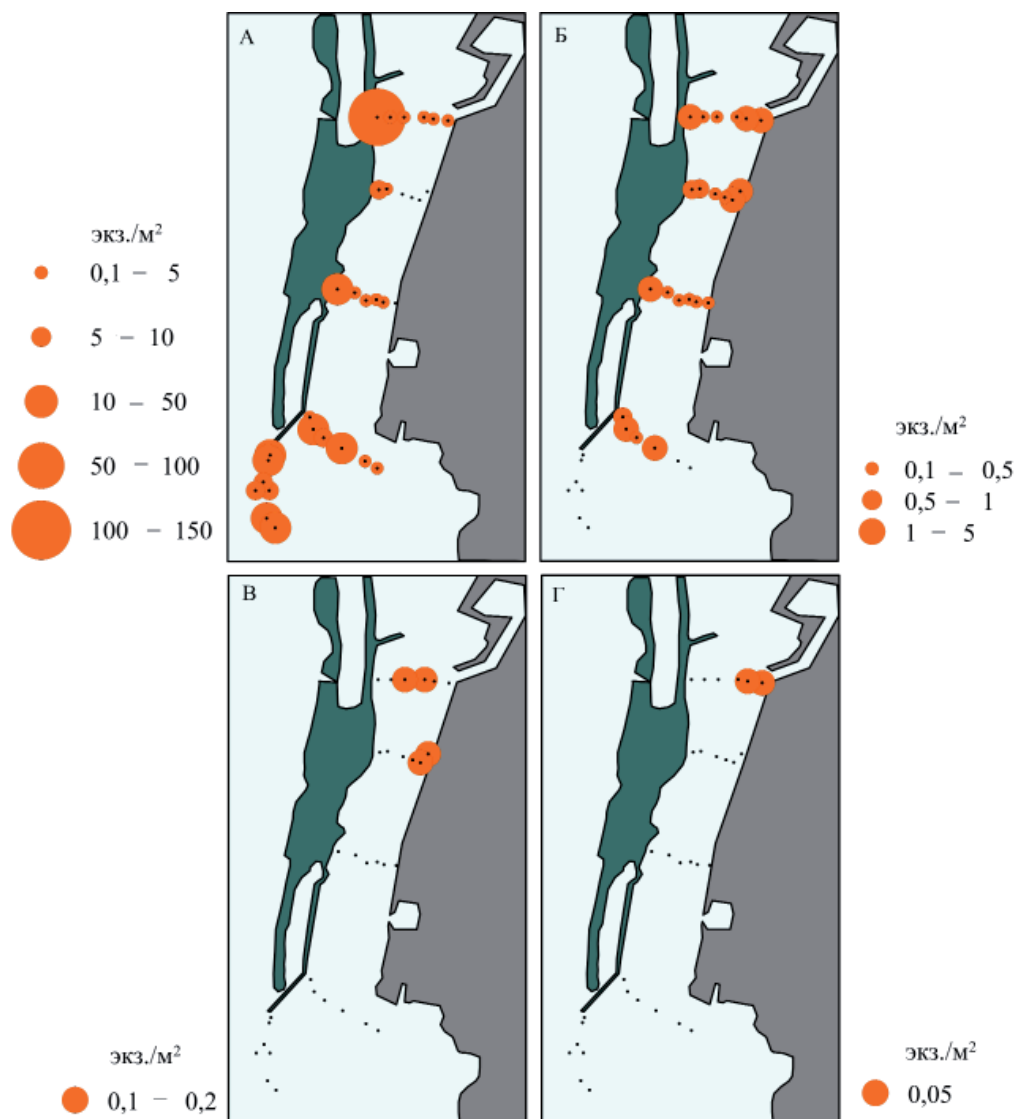 А
Б
экз./м²
0,1 – 5
5 – 10
10 – 50
50 – 100
100 – 150
экз./м²
0,1 – 0,5
0,5 – 1
1 – 5
В
Г
экз./м²
0,1 – 0,2
экз./м²
0,05